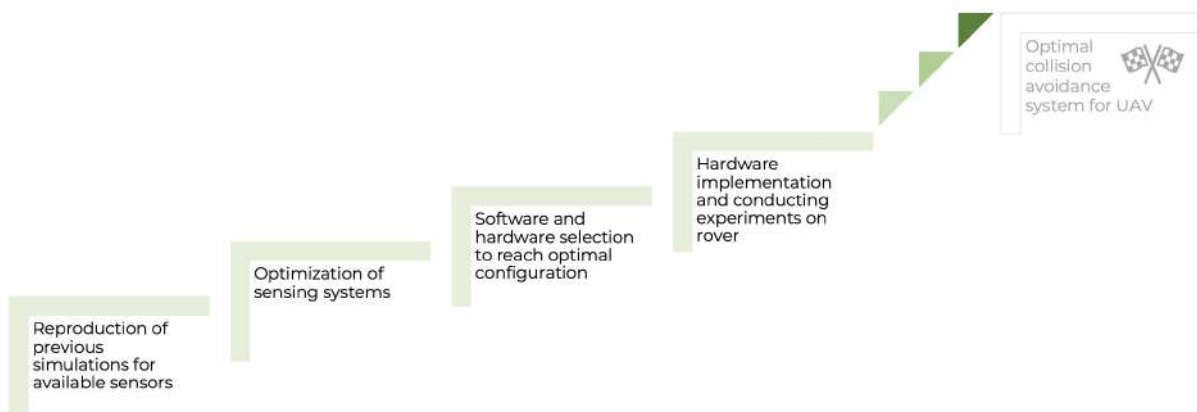 Reproduction of
previous
simulations for
available sensors
Optimization of
sensing systems
Software and
hardware selection
to reach optimal
configuration
Hardware
implementation
and conducting
experiments on
rover
Optimal
collision
avoidance
system for UAV